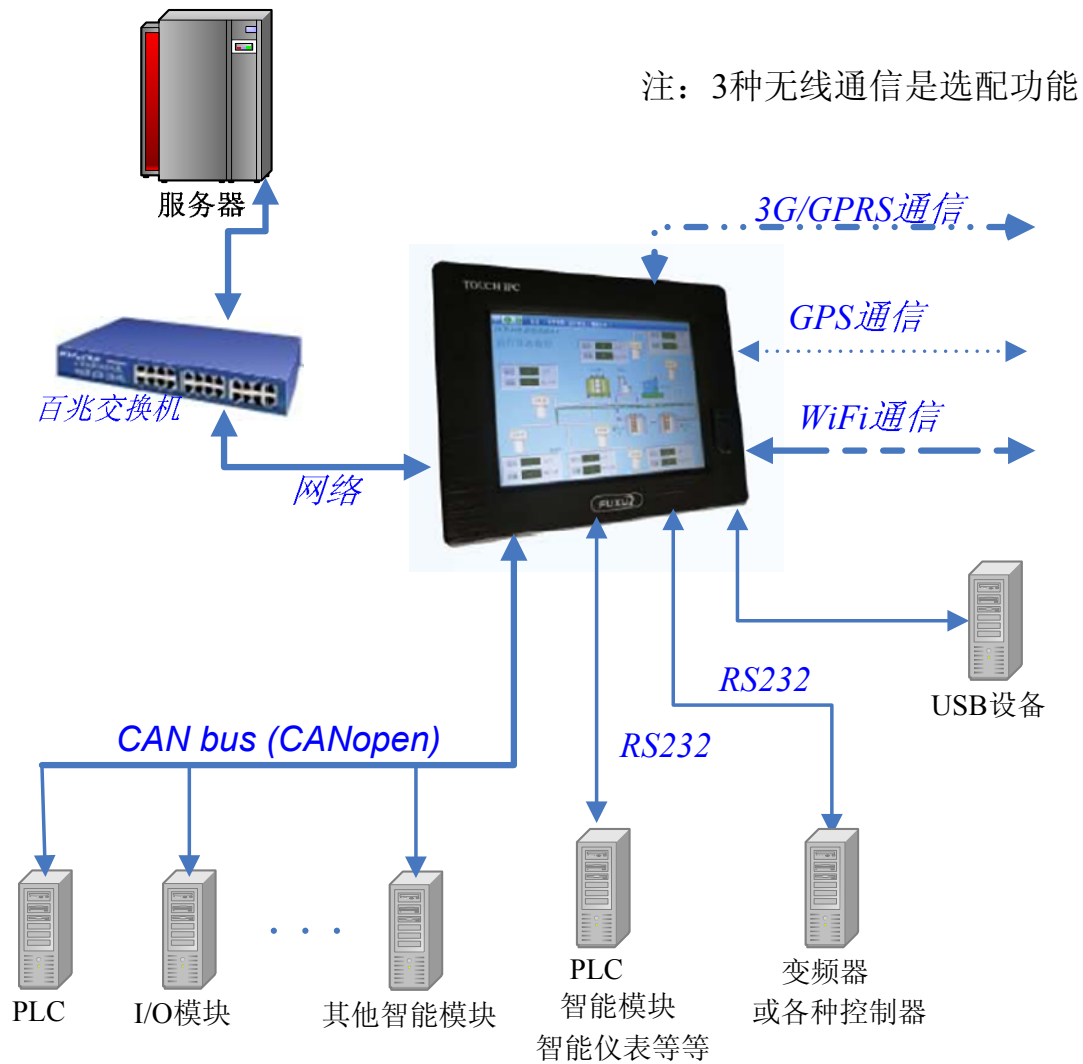 注：3种无线通信是选配功能
服务器
3G/GPRS通信
TOUCH IPC
GPS通信
百兆交换机
WiFi通信
网络
FUXU
USB设备
RS232
CAN bus (CANopen)
RS232
PLC
I/O模块
· · ·
其他智能模块
PLC
智能模块
智能仪表等等
变频器
或各种控制器